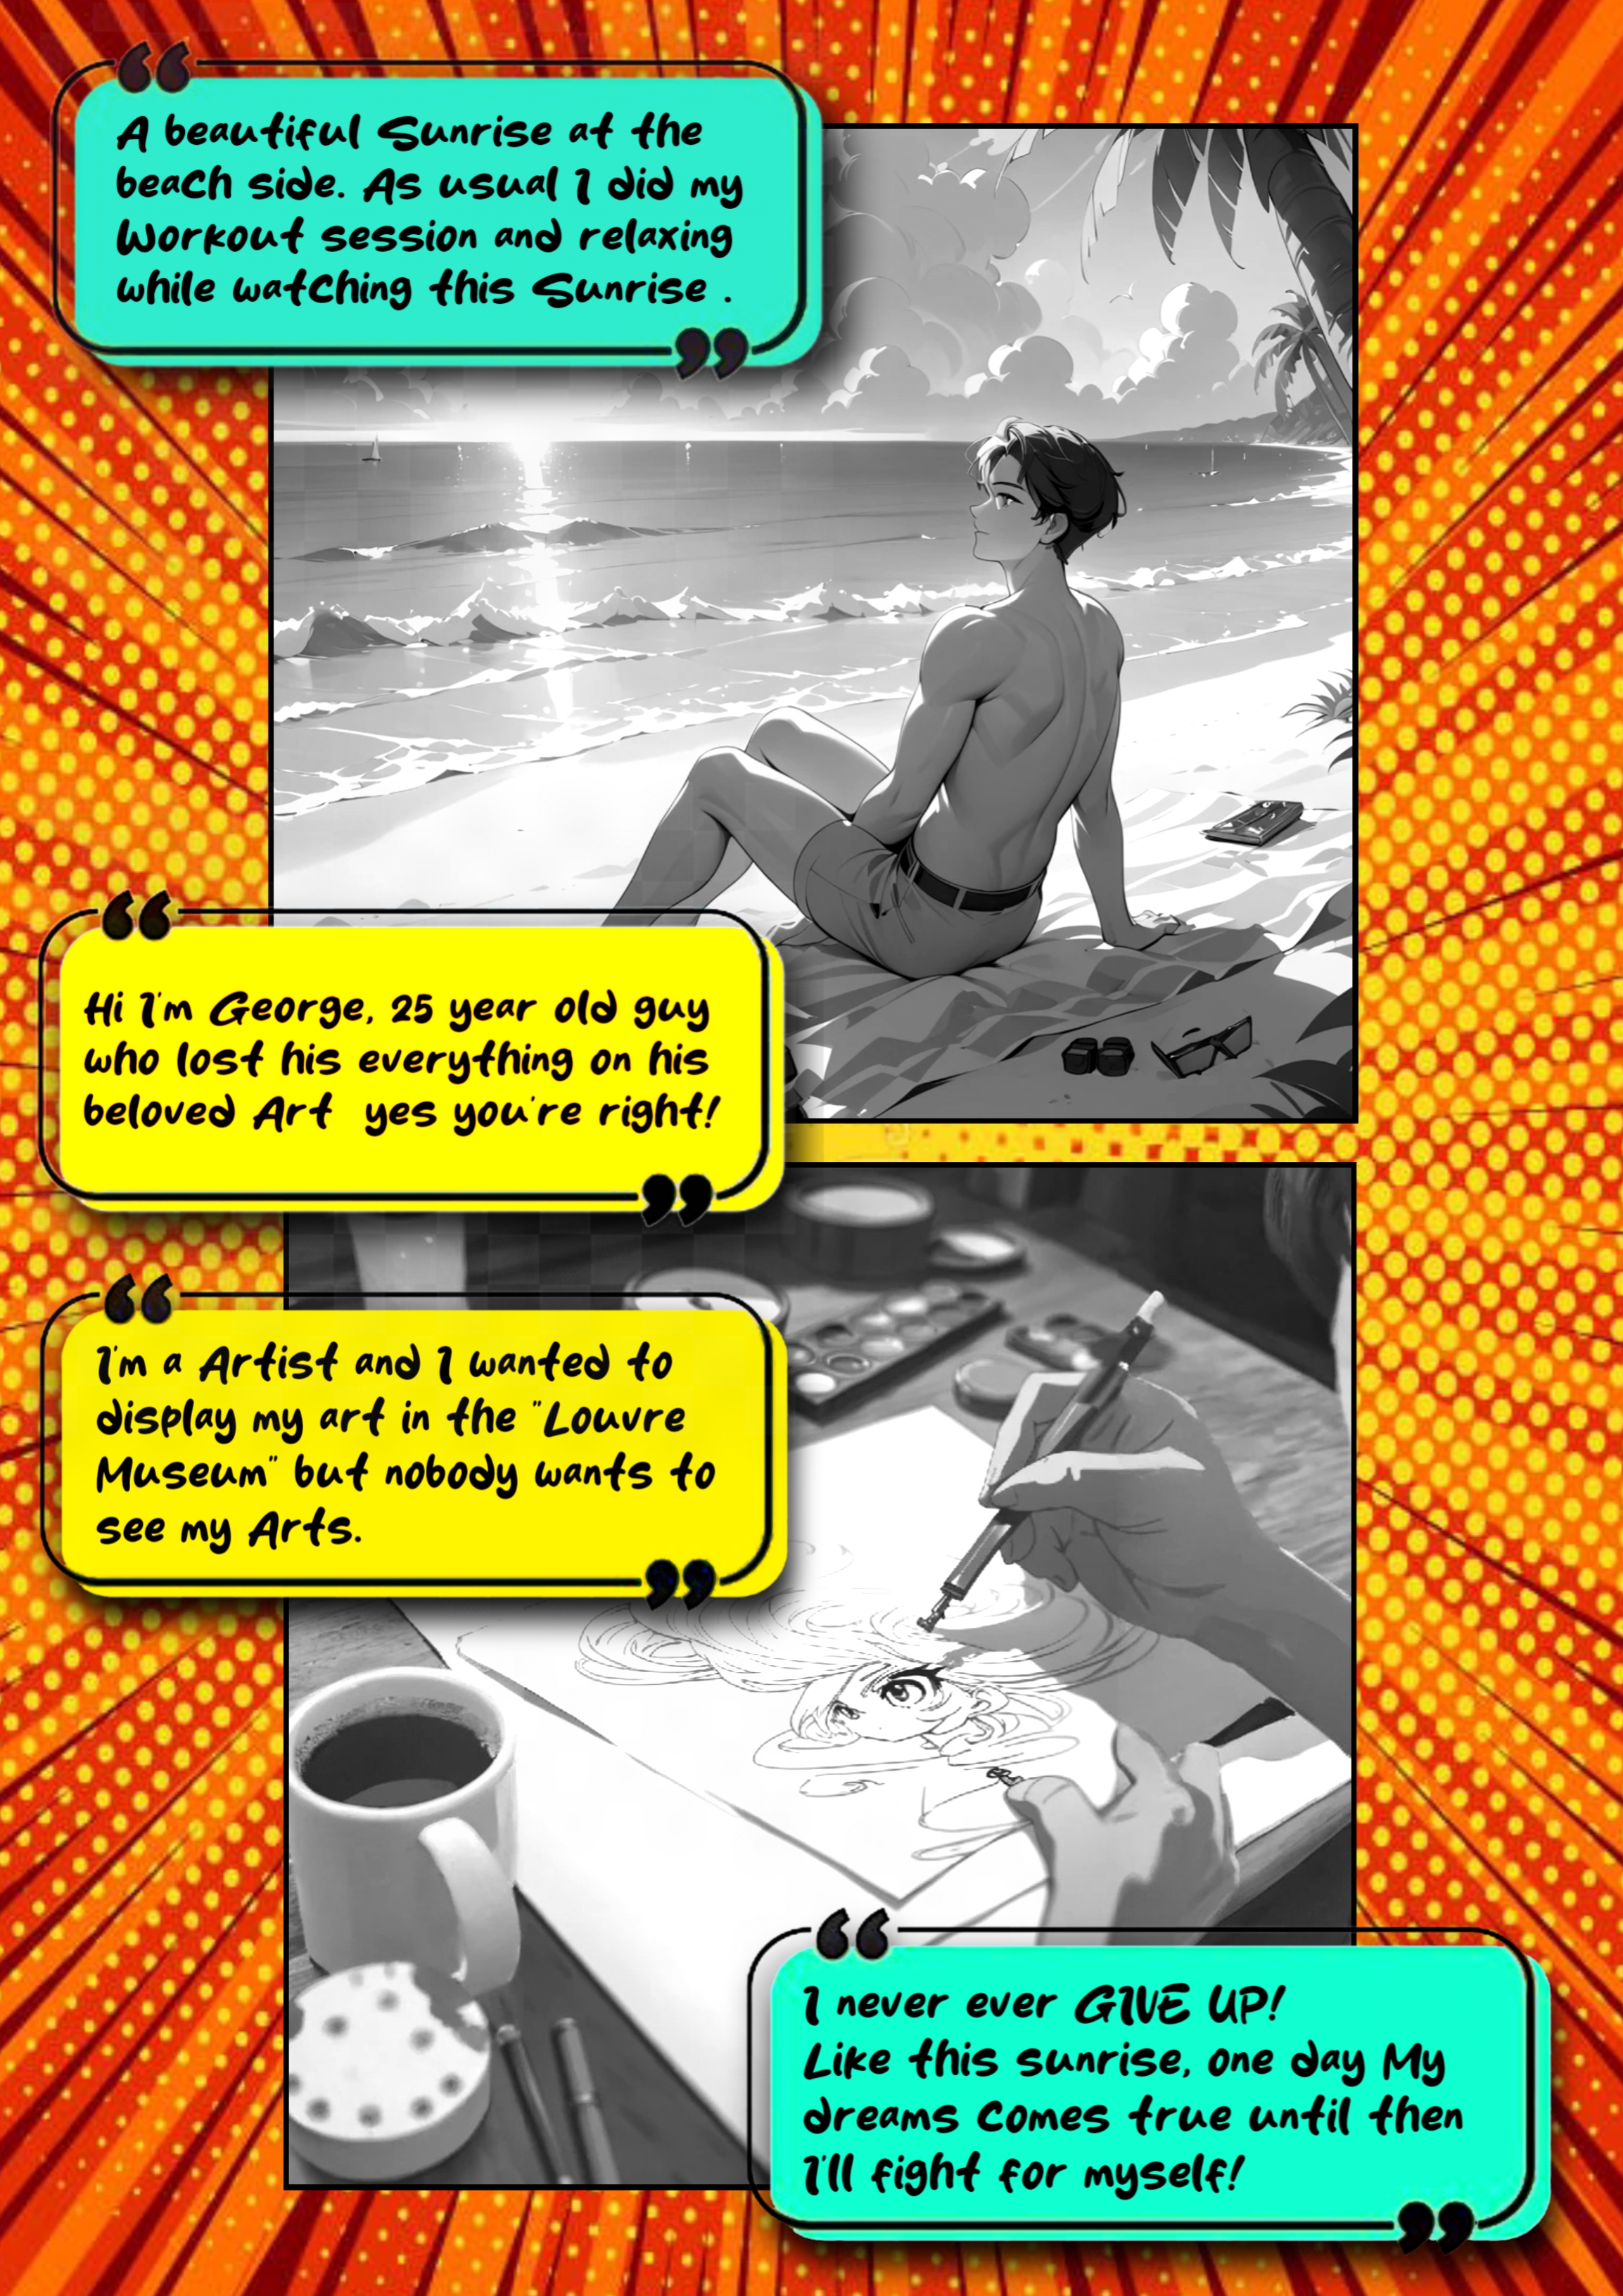 A beautiful Sunrise at the
beach side. As usual I did my
Workout session and relaxing
while watching this Sunrise .
Hi I'm George, 25 year old guy
who lost his everything on his
beloved Art yes you're right!
I'm a Artist and I wanted to
display my art in the "Louvre
Museum" but nobody wants to
see my Arts.
I never ever GIVE UP!
Like this sunrise, one day My
dreams comes true until then
I'll fight for myself!